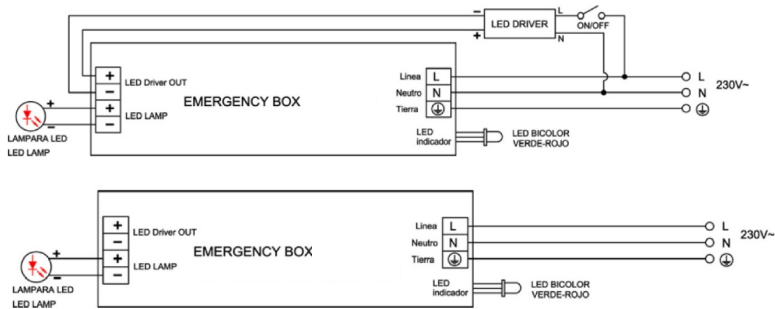 − LED DRIVER L
+ N
ON/OFF
+ LED Driver OUT
−
+ LED LAMP
−
EMERGENCY BOX
Linea L
Neutro N
Tierra
L
N
230V~
LED
indicador
LED BICOLOR
VERDE-ROJO
+
−
LAMPARA LED
LED LAMP
+ LED Driver OUT
−
+ LED LAMP
−
EMERGENCY BOX
Linea L
Neutro N
Tierra
L
N
230V~
LED
indicador
LED BICOLOR
VERDE-ROJO
+
−
LAMPARA LED
LED LAMP